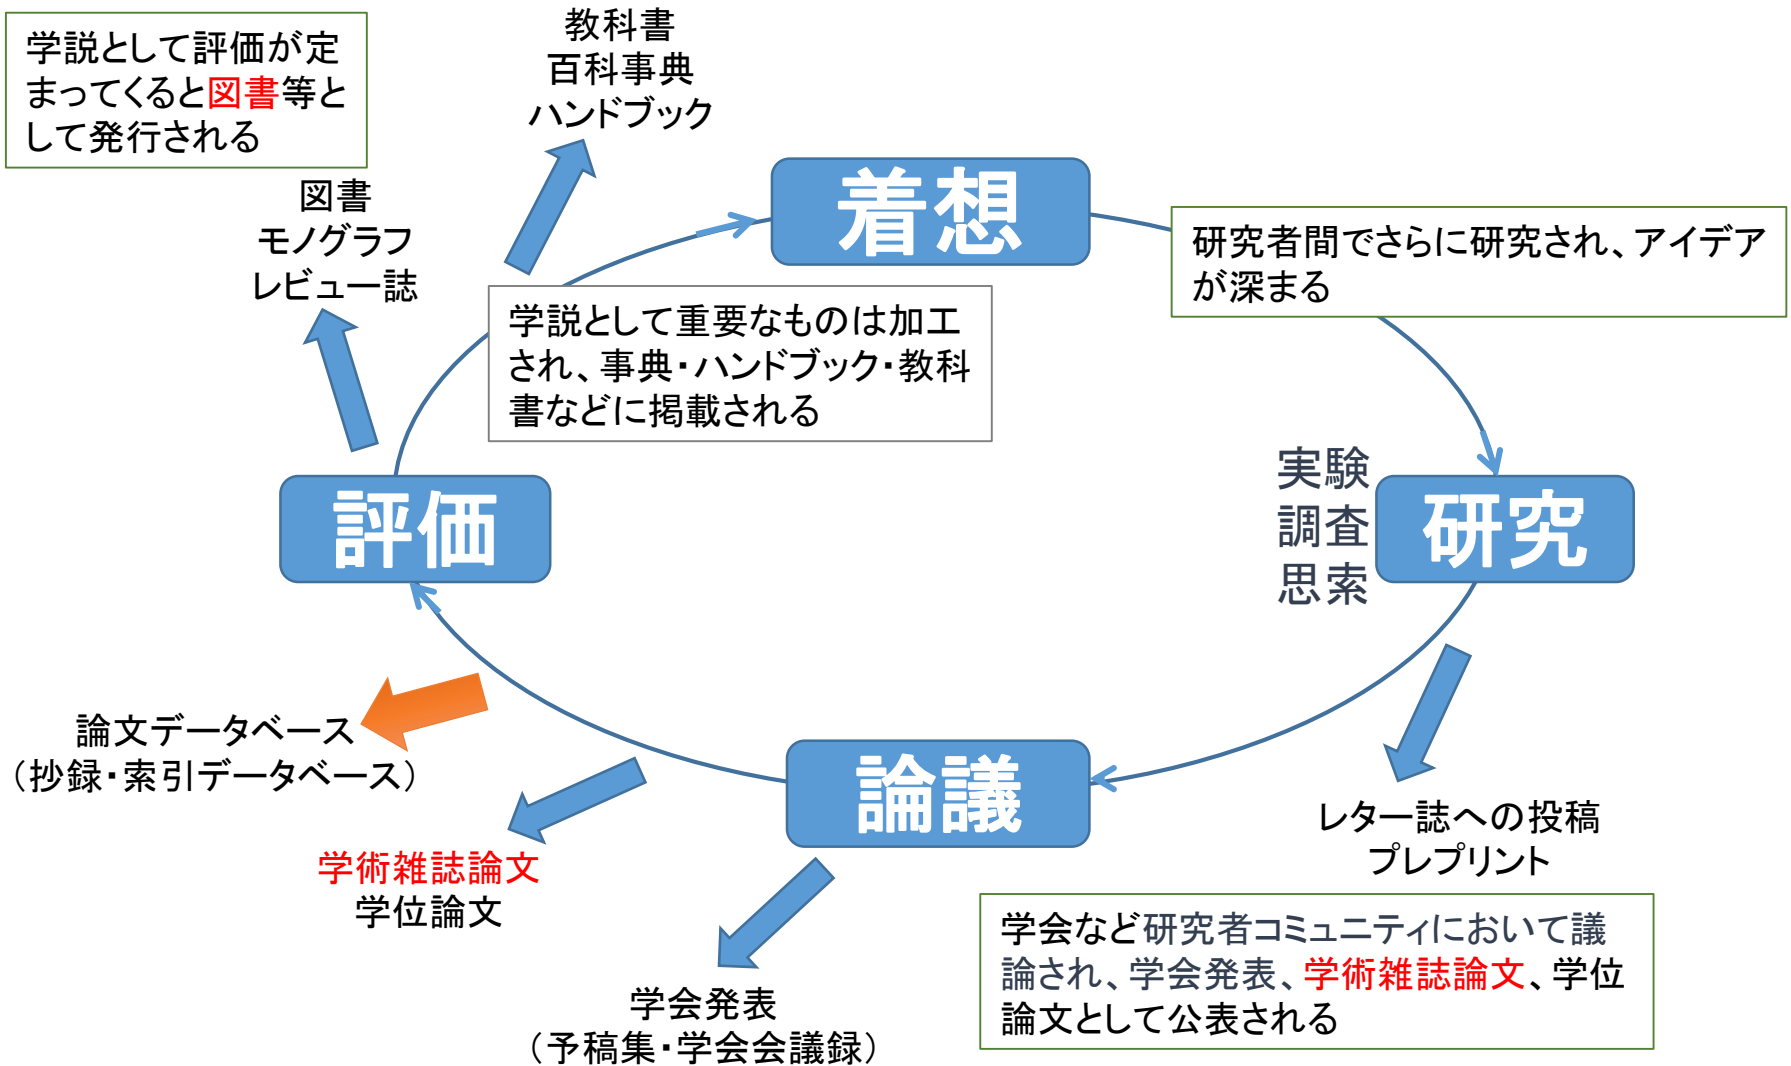 学説として評価が定
まってくると図書等と
して発行される
教科書
百科事典
ハンドブック
図書
モノグラフ
レビュー誌
着想
研究者間でさらに研究され、アイデア
が深まる
学説として重要なものは加工
され、事典・ハンドブック・教科
書などに掲載される
評価
実験
調査
思索
研究
論文データベース
（抄録・索引データベース）
論議
学術雑誌論文
学位論文
レター誌への投稿
プレプリント
学会発表
（予稿集・学会会議録）
学会など研究者コミュニティにおいて議
論され、学会発表、学術雑誌論文、学位
論文として公表される